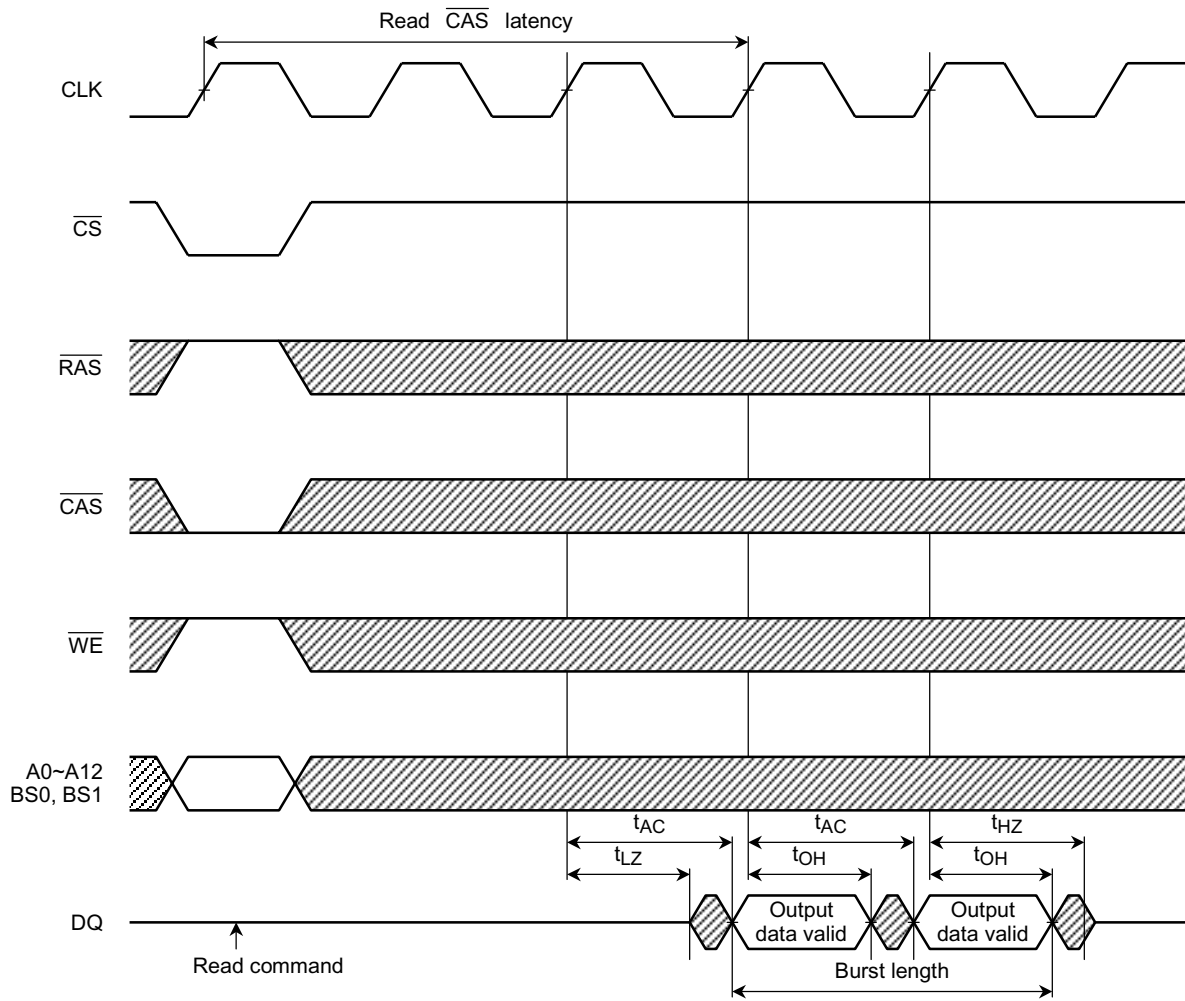 Read CAS latency
CLK
CS
RAS
CAS
WE
A0~A12
BS0, BS1
tAC
tAC
tHZ
tLZ
tOH
tOH
DQ
Output
data valid
Output
data valid
Read command
Burst length